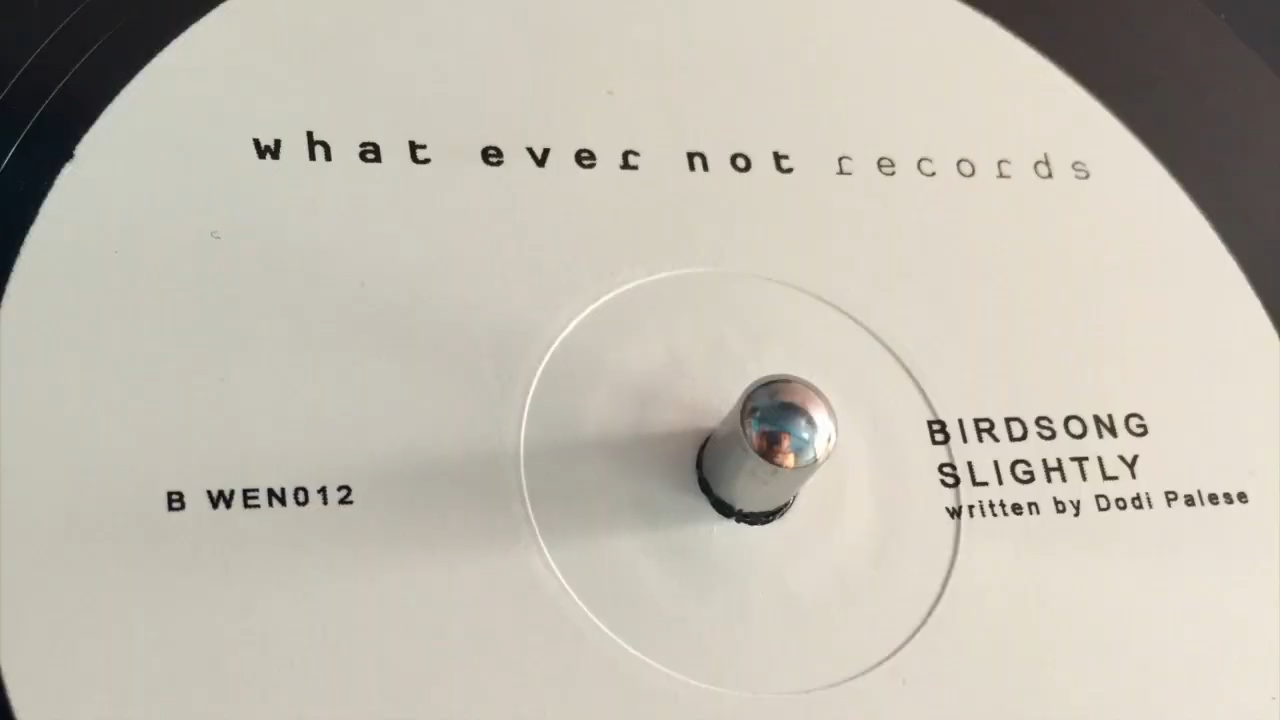 what ever not records
BIRDSONG
SLIGHTLY
written by Dodi Palese
B WEN012